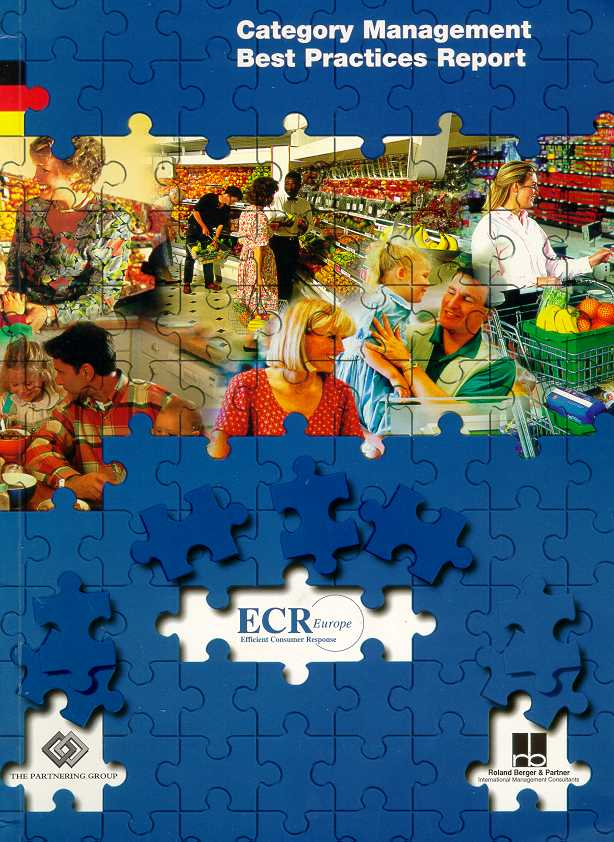 Category Management
Best Practices Report
ECR Europe
Efficient Consumer Response
THE PARTNERING GROUP
rb
Roland Berger & Partner
International Management Consultants